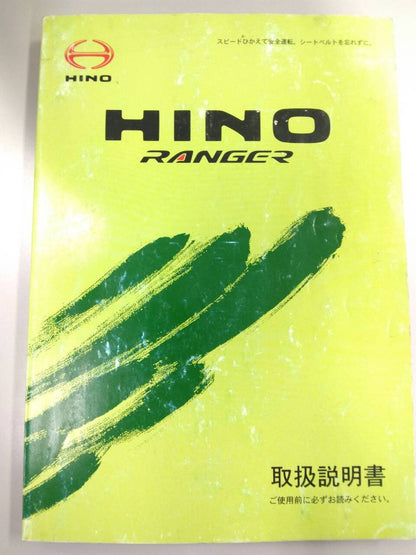 スピードひかえて安全運転、シートベルトを忘れずに。
HINO
HINO
RANGER
取扱説明書
ご使用前に必ずお読みください。